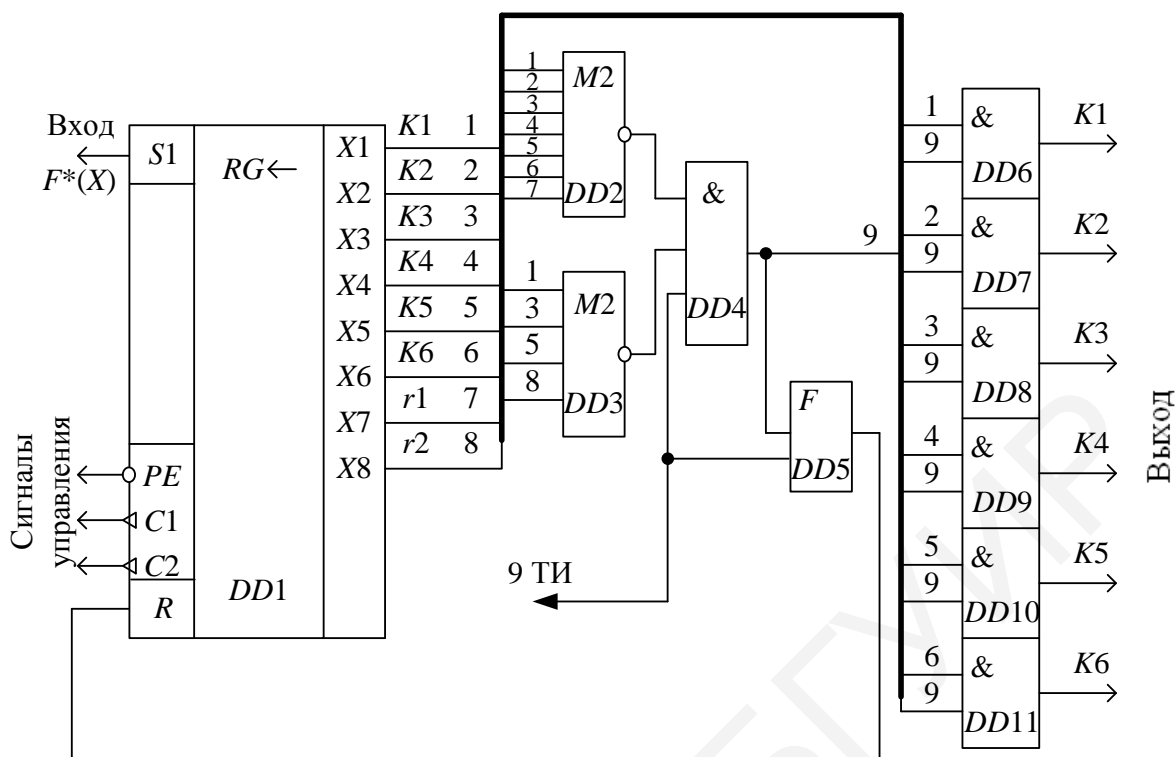 Вход
F*(X)
S1
RG←
X1
X2
X3
X4
X5
X6
X7
X8
K1 1
K2 2
K3 3
K4 4
K5 5
K6 6
r1 7
r2 8
Сигналы
управления
PE
C1
C2
R
DD1
1
2
3
4
5
6
7
M2
DD2
1
3
5
8
M2
DD3
&
DD4
9
F
DD5
9 ТИ
1
9
&
DD6
K1
2
9
&
DD7
K2
3
9
&
DD8
K3
4
9
&
DD9
K4
5
9
&
DD10
K5
6
9
&
DD11
K6
Выход
БГУИР